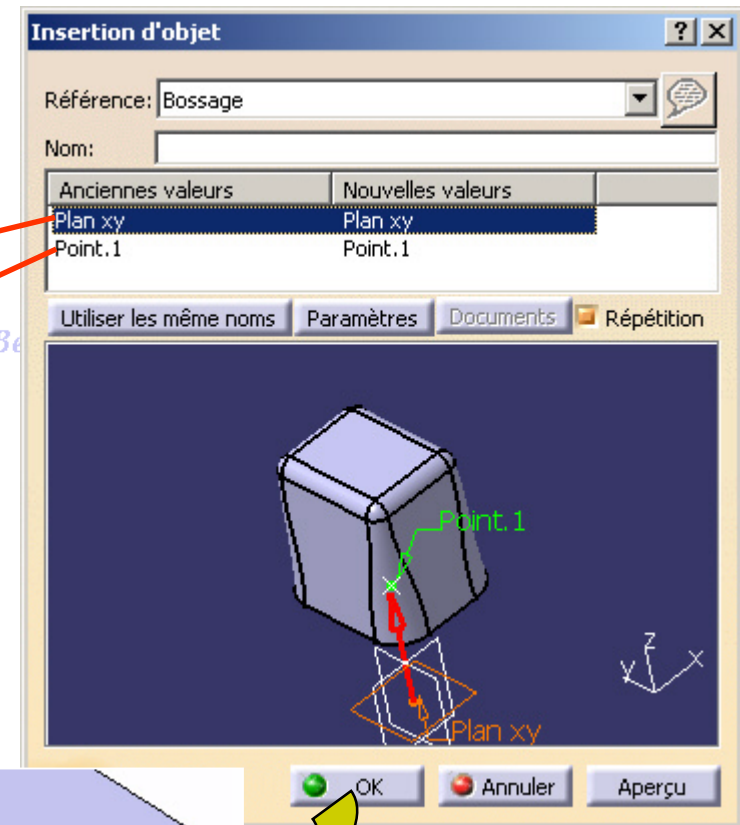 Insertion d'objet
Référence: Bossage
Nom:
Anciennes valeurs Nouvelles valeurs
Plan xy Plan xy
Point.1 Point.1
Utiliser les même noms Paramètres Documents Répétition
Point.1
z
y x
Plan xy
OK Annuler Aperçu